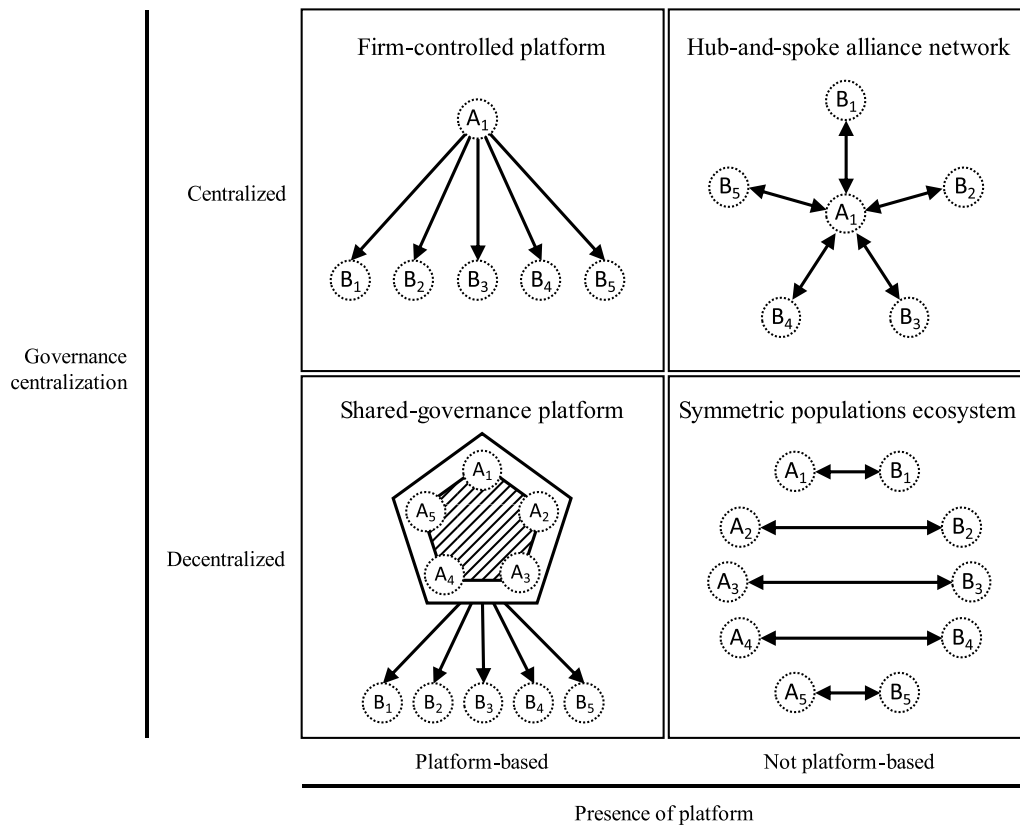 Firm-controlled platform
A₁
B₁ B₂ B₃ B₄ B₅
Hub-and-spoke alliance network
B₁
B₅ B₂
A₁
B₄ B₃
Centralized
Governance
centralization
Shared-governance platform
A₁
A₅ A₂
A₄ A₃
B₁ B₂ B₃ B₄ B₅
Symmetric populations ecosystem
A₁ B₁
A₂ B₂
A₃ B₃
A₄ B₄
A₅ B₅
Decentralized
Platform-based
Not platform-based
Presence of platform